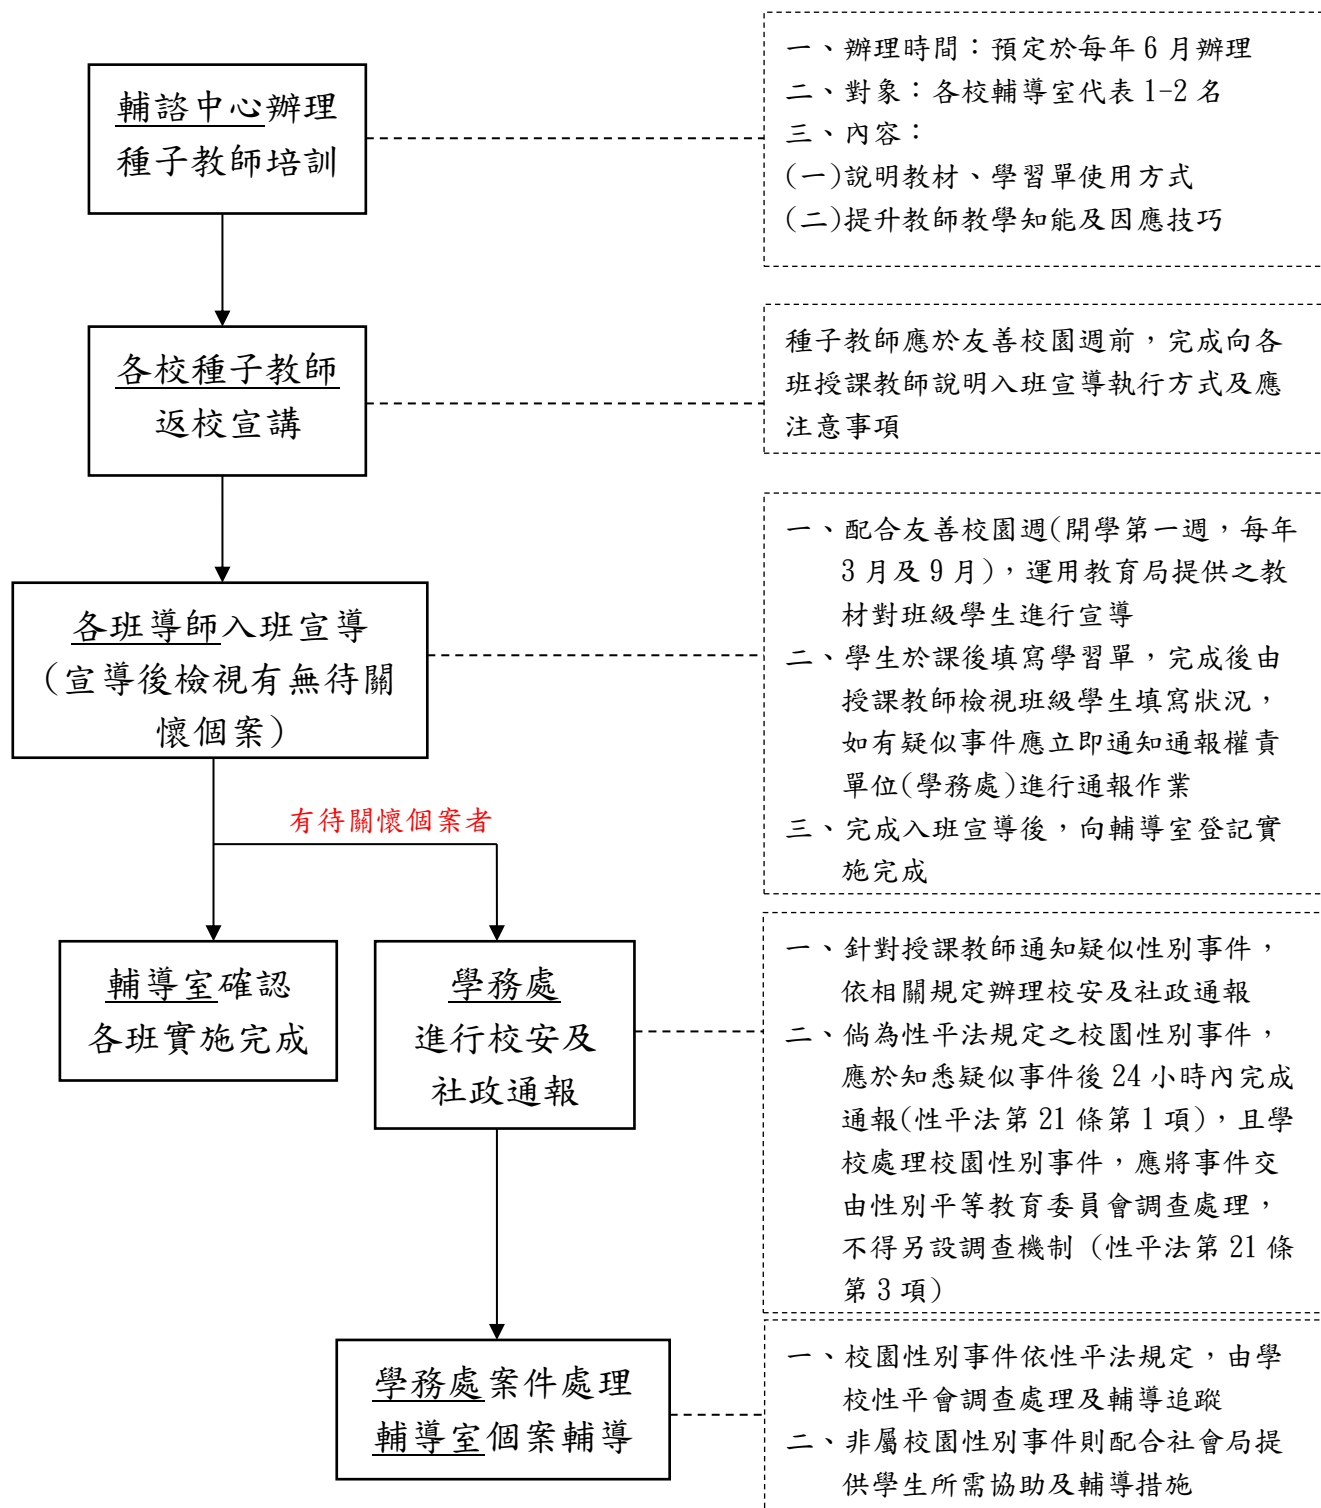 輔諮中心辦理
種子教師培訓
一、辦理時間：預定於每年 6 月辦理
二、對象：各校輔導室代表 1-2 名
三、內容：
(一)說明教材、學習單使用方式
(二)提升教師教學知能及因應技巧
各校種子教師
返校宣講
種子教師應於友善校園週前，完成向各
班授課教師說明入班宣導執行方式及應
注意事項
各班導師入班宣導
(宣導後檢視有無待關
懷個案)
一、配合友善校園週(開學第一週，每年
3 月及 9 月)，運用教育局提供之教
材對班級學生進行宣導
二、學生於課後填寫學習單，完成後由
授課教師檢視班級學生填寫狀況，
如有疑似事件應立即通知通報權責
單位(學務處)進行通報作業
三、完成入班宣導後，向輔導室登記實
施完成
有待關懷個案者
輔導室確認
各班實施完成
學務處
進行校安及
社政通報
一、針對授課教師通知疑似性別事件，
依相關規定辦理校安及社政通報
二、倘為性平法規定之校園性別事件，
應於知悉疑似事件後 24 小時內完成
通報(性平法第 21 條第 1 項)，且學
校處理校園性別事件，應將事件交
由性別平等教育委員會調查處理，
不得另設調查機制 (性平法第 21 條
第 3 項)
學務處案件處理
輔導室個案輔導
一、校園性別事件依性平法規定，由學
校性平會調查處理及輔導追蹤
二、非屬校園性別事件則配合社會局提
供學生所需協助及輔導措施